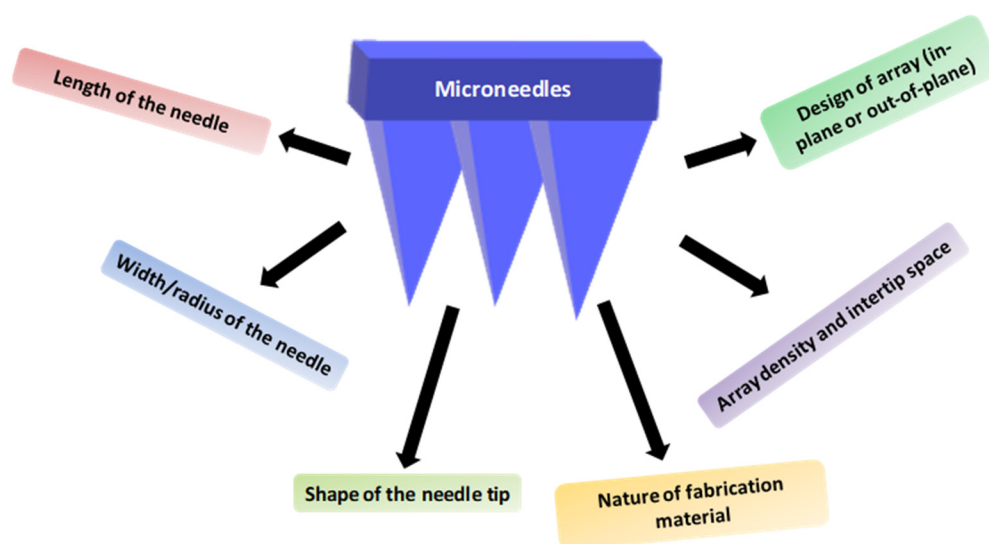 Microneedles
Length of the
needle
Width/radius of the
needle
Shape of the needle tip
Nature of fabrication
material
Array density and intertip space
Design of array (in-
plane or out-of-plane)